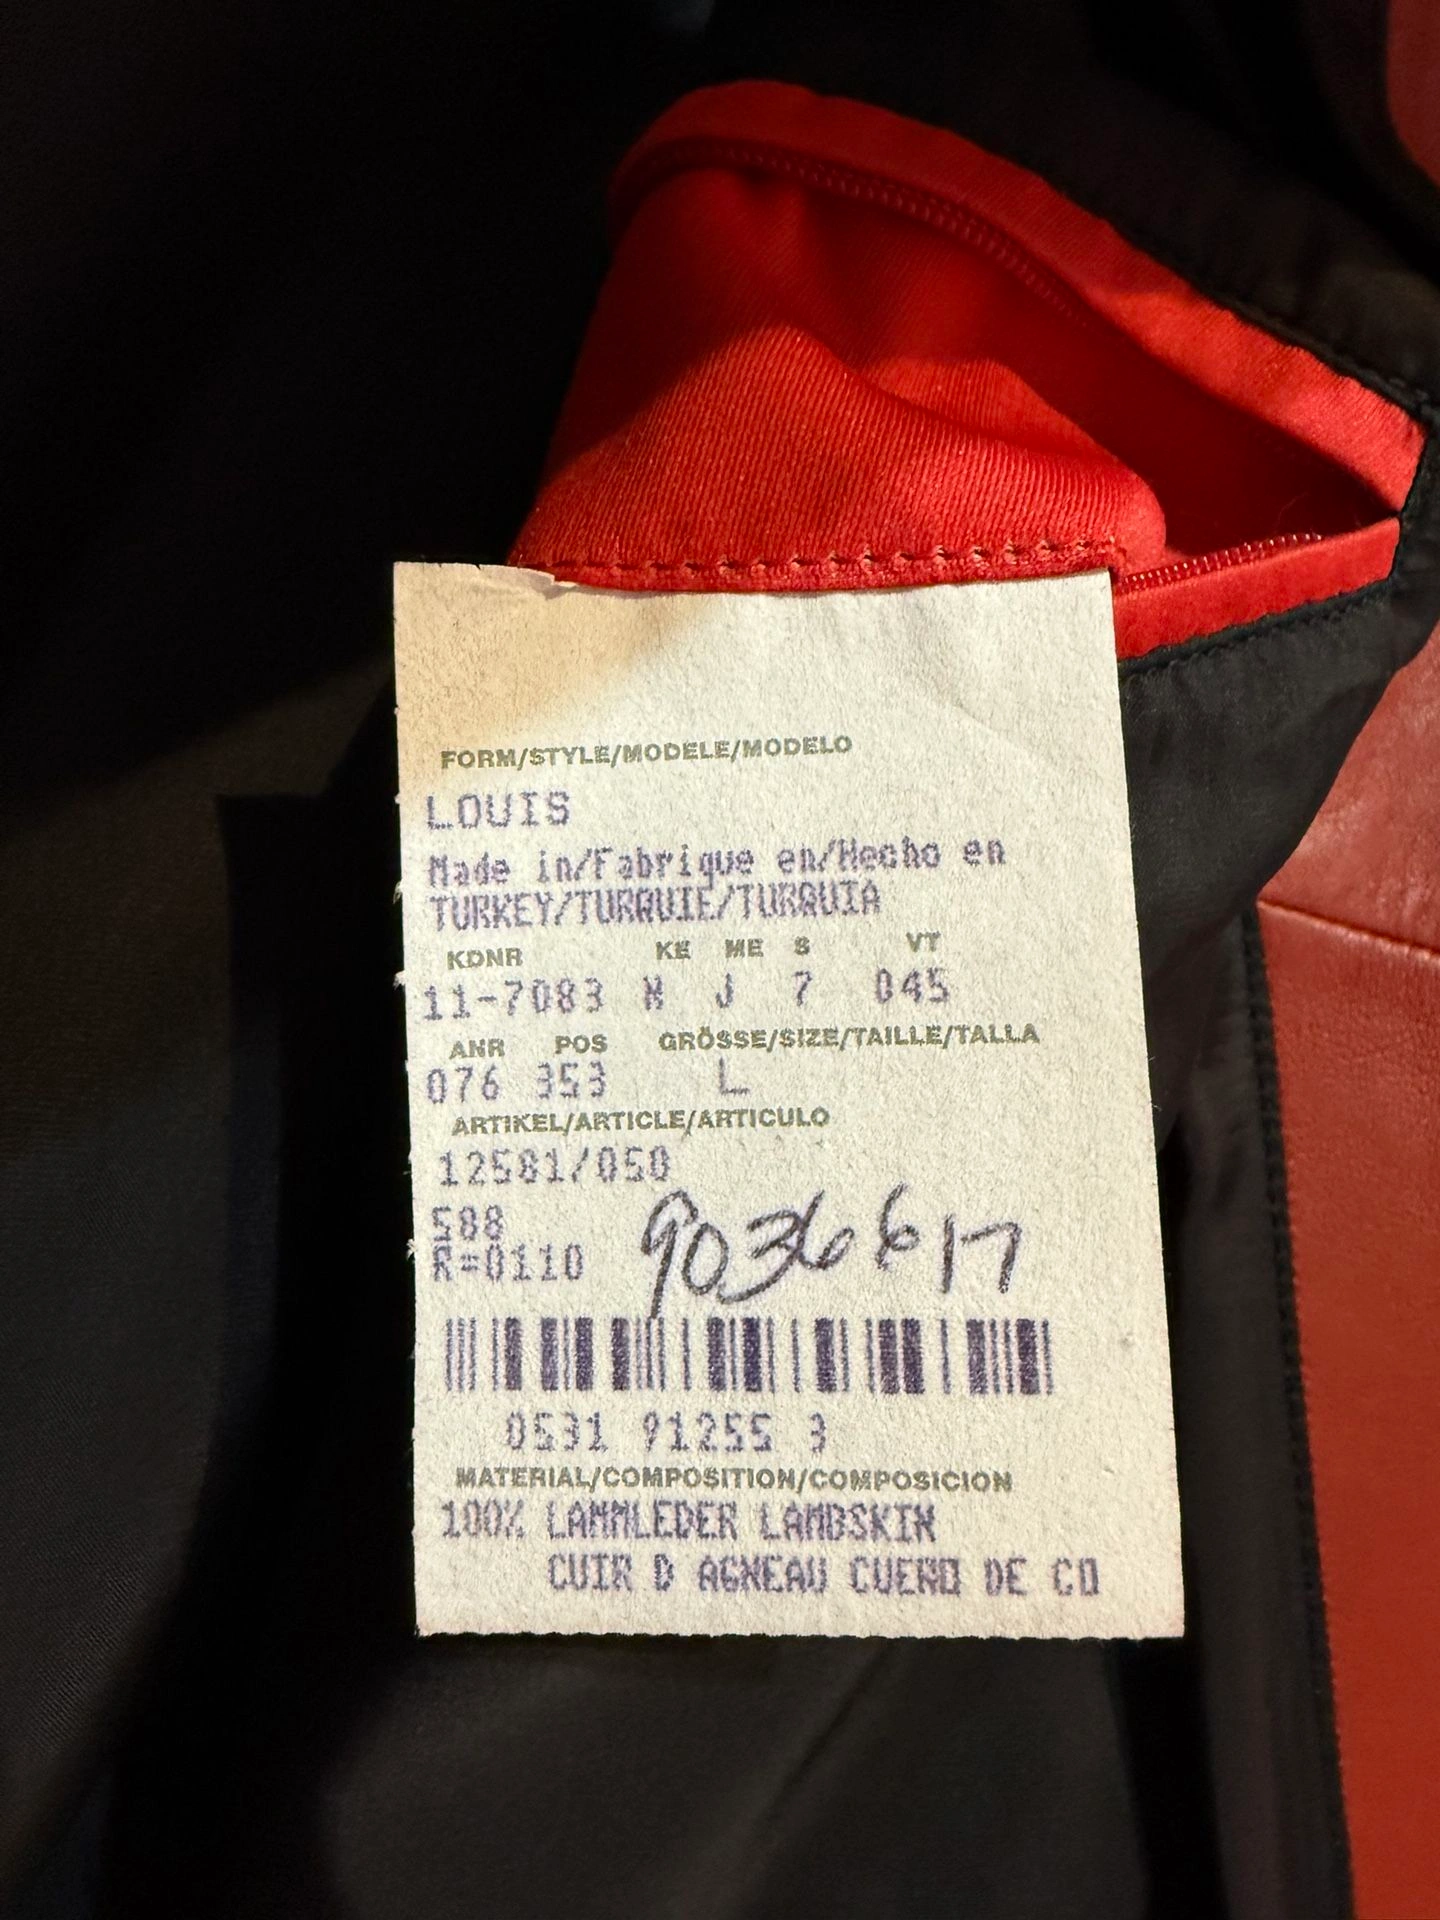 FORM/STYLE/MODELE/MODELO
LOUIS
Made in/Fabrique en/Hecho en
TURKEY/TURQUIE/TURQUIA
KDNR KE ME S VT
11-7083 M J 7 045
ANR POS GRÖSSE/SIZE/TAILLE/TALLA
076 353 L
ARTIKEL/ARTICLE/ARTICULO
12581/050
588
R=0110 9036617
0531 91255 3
MATERIAL/COMPOSITION/COMPOSICION
100% LAMMLEDER LAMBSKIN
CUIR D AGNEAU CUERO DE CO